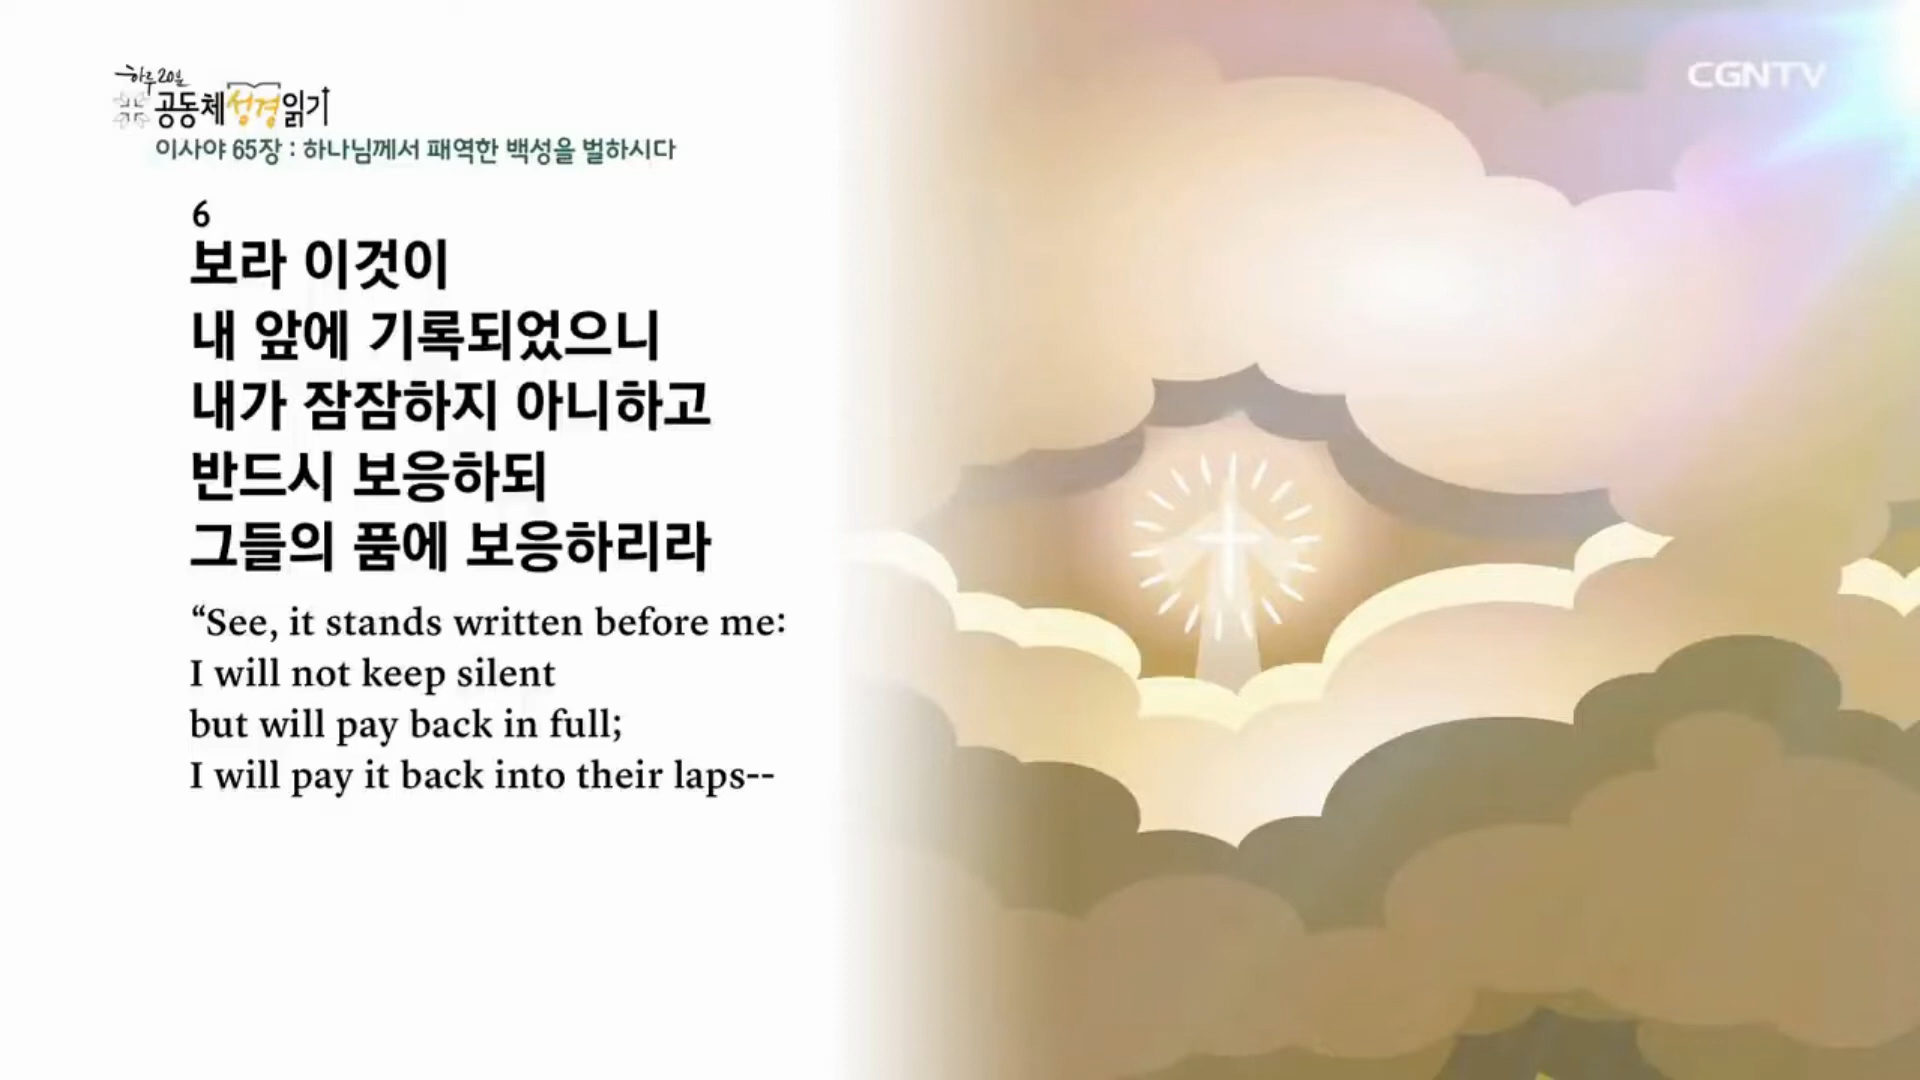 하루 20분
공동체성경읽기
CGNTV
이사야 65장 : 하나님께서 패역한 백성을 벌하시다
6
보라 이것이
내 앞에 기록되었으니
내가 잠잠하지 아니하고
반드시 보응하되
그들의 품에 보응하리라
“See, it stands written before me:
I will not keep silent
but will pay back in full;
I will pay it back into their laps--